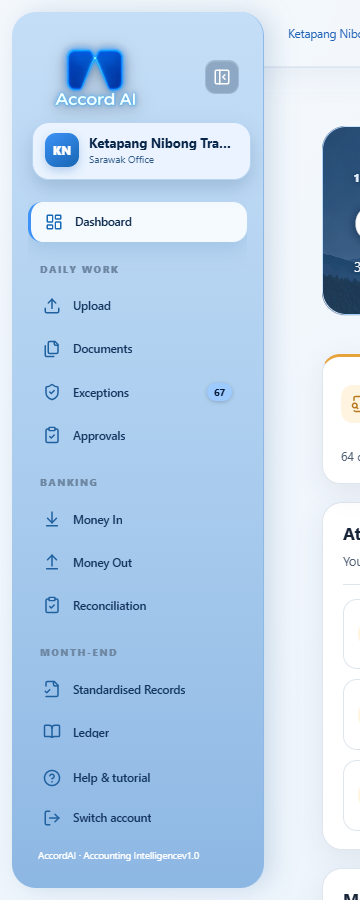 Ketapang Nibo
Accord AI
KN
Ketapang Nibong Tra...
Sarawak Office
Dashboard
DAILY WORK
Upload
Documents
Exceptions
67
Approvals
BANKING
Money In
Money Out
Reconciliation
MONTH-END
Standardised Records
Ledger
Help & tutorial
Switch account
AccordAI · Accounting Intelligencev1.0
1
3
64
At
You
M